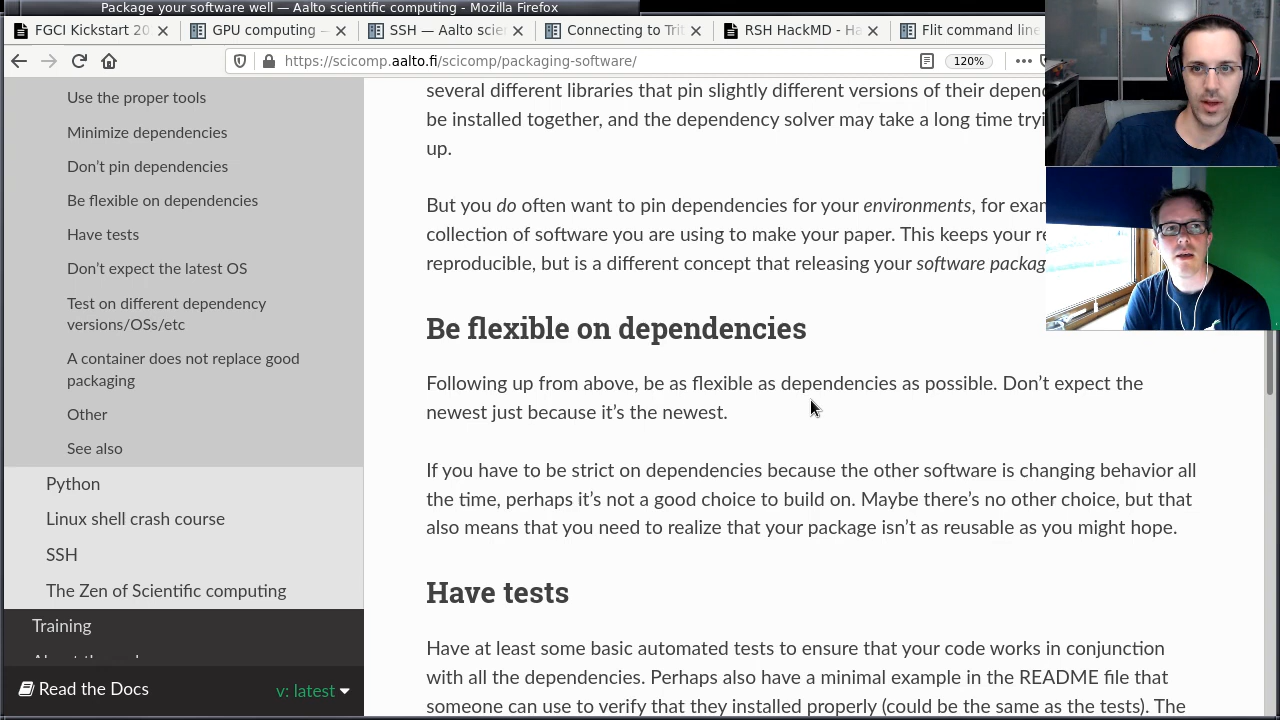 Package your software well — Aalto scientific computing - Mozilla Firefox
FGCI Kickstart 20
GPU computing —
SSH — Aalto scie
Connecting to Trit
RSH HackMD - Ha
Flit command line
https://scicomp.aalto.fi/scicomp/packaging-software/
120%
Use the proper tools
Minimize dependencies
Don't pin dependencies
Be flexible on dependencies
Have tests
Don't expect the latest OS
Test on different dependency
versions/OSs/etc
A container does not replace good
packaging
Other
See also
Python
Linux shell crash course
SSH
The Zen of Scientific computing
Training
Read the Docs
v: latest
several different libraries that pin slightly different versions of their depend
be installed together, and the dependency solver may take a long time tryi
up.
But you do often want to pin dependencies for your environments, for exam
collection of software you are using to make your paper. This keeps your re
reproducible, but is a different concept that releasing your software packag
Be flexible on dependencies
Following up from above, be as flexible as dependencies as possible. Don't expect the
newest just because it's the newest.
If you have to be strict on dependencies because the other software is changing behavior all
the time, perhaps it's not a good choice to build on. Maybe there's no other choice, but that
also means that you need to realize that your package isn't as reusable as you might hope.
Have tests
Have at least some basic automated tests to ensure that your code works in conjunction
with all the dependencies. Perhaps also have a minimal example in the README file that
someone can use to verify that they installed properly (could be the same as the tests). The